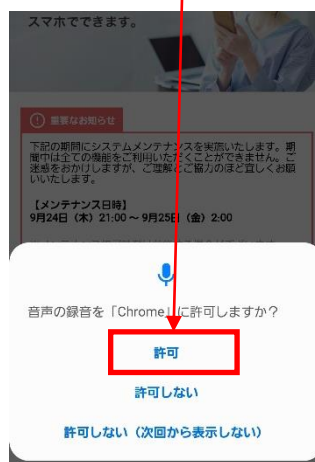 スマホでできます。
重要なお知らせ
下記の期間にシステムメンテナンスを実施いたします。期
間中は全ての機能をご利用いただくことができません。ご
迷惑をおかけしますが、ご理解とご協力のほど宜しくお願
いいたします。
【メンテナンス日時】
9月24日（木）21:00 ~ 9月25日（金）2:00
音声の録音を「Chrome」に許可しますか？
許可
許可しない
許可しない（次回から表示しない）